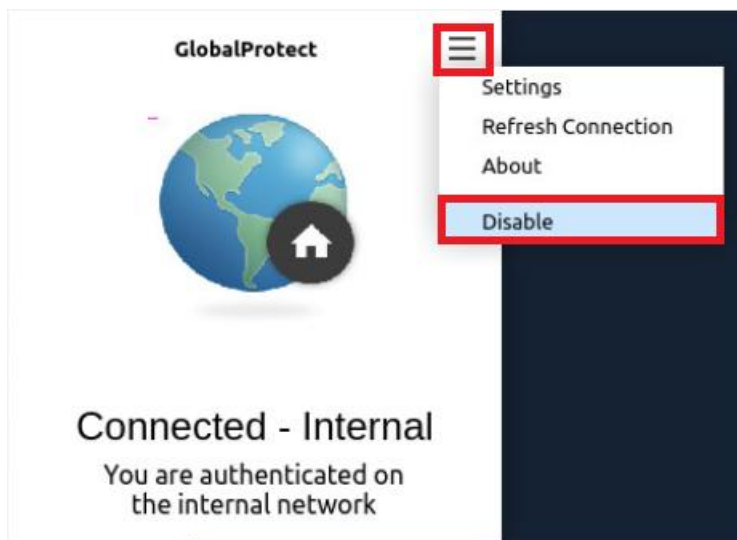 GlobalProtect
Settings
Refresh Connection
About
Disable
Connected - Internal
You are authenticated on
the internal network